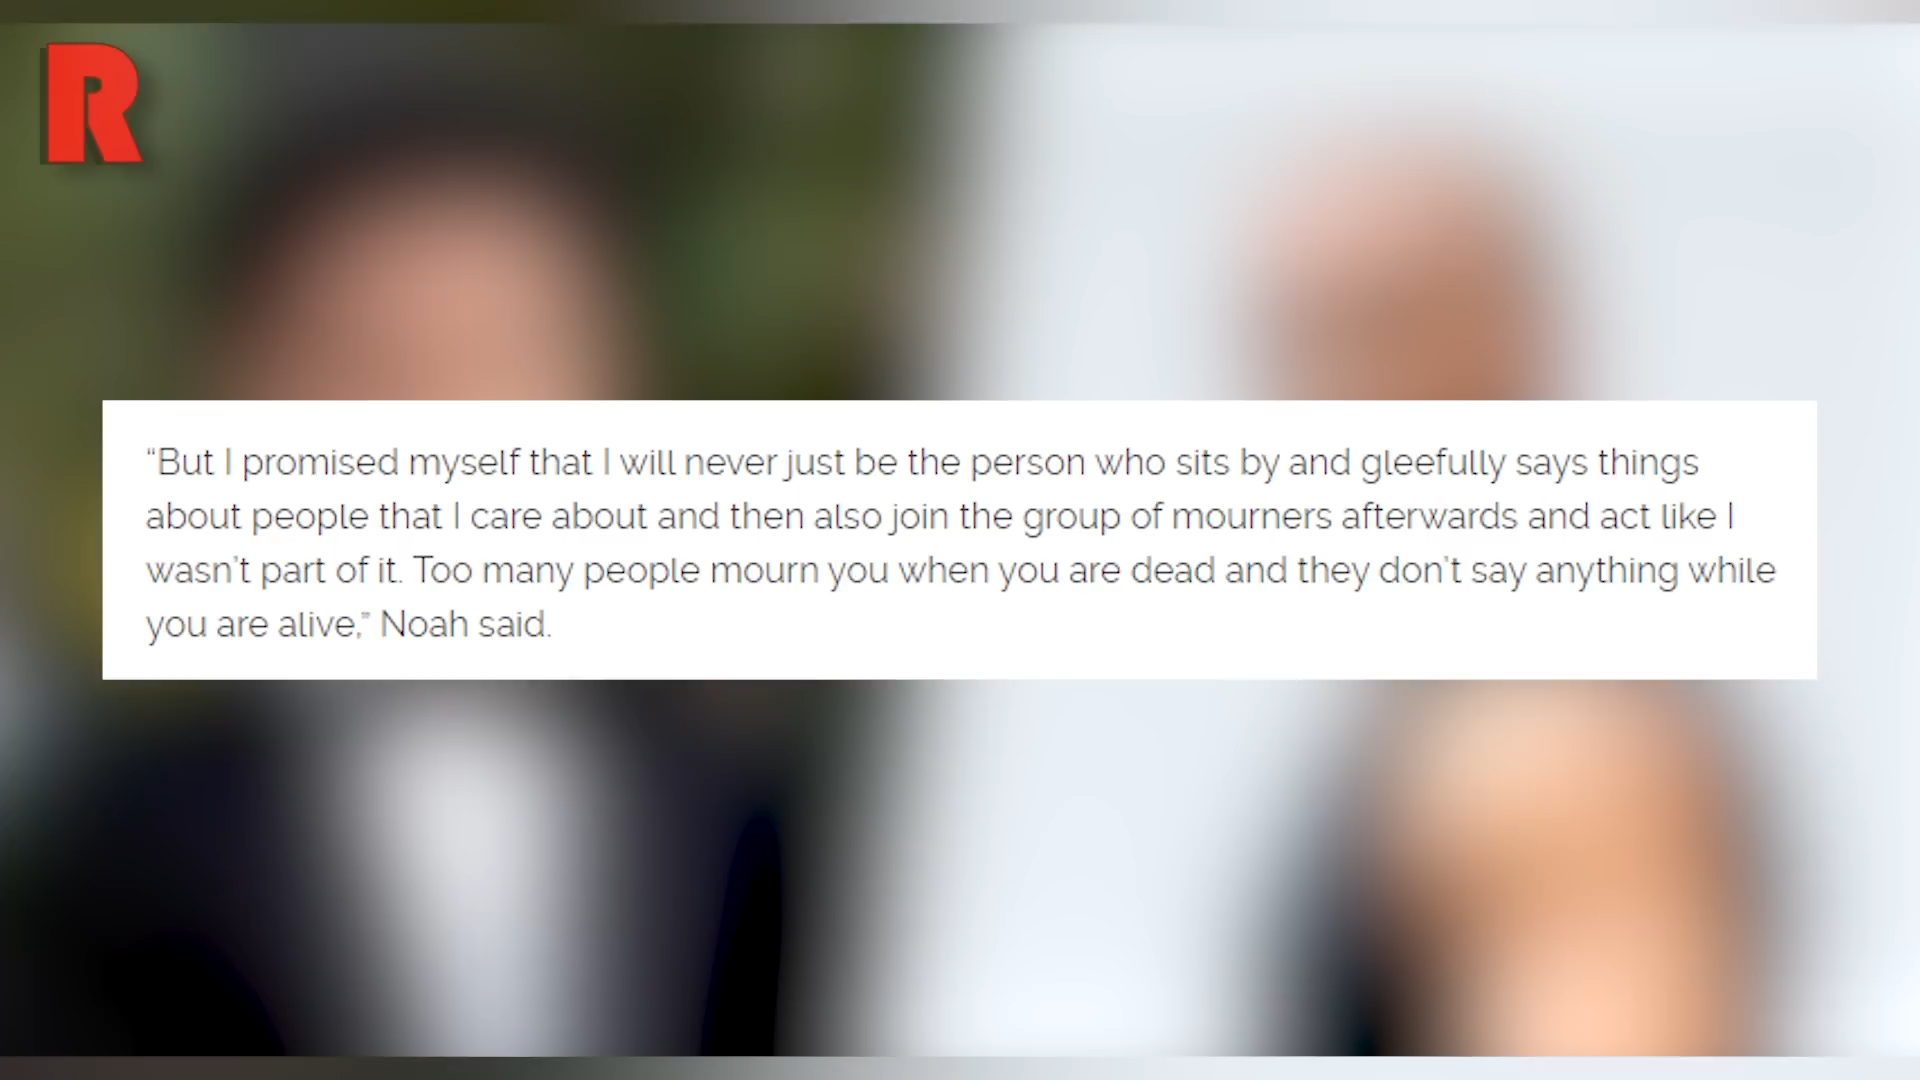 R
“But I promised myself that I will never just be the person who sits by and gleefully says things
about people that I care about and then also join the group of mourners afterwards and act like I
wasn’t part of it. Too many people mourn you when you are dead and they don’t say anything while
you are alive,” Noah said.